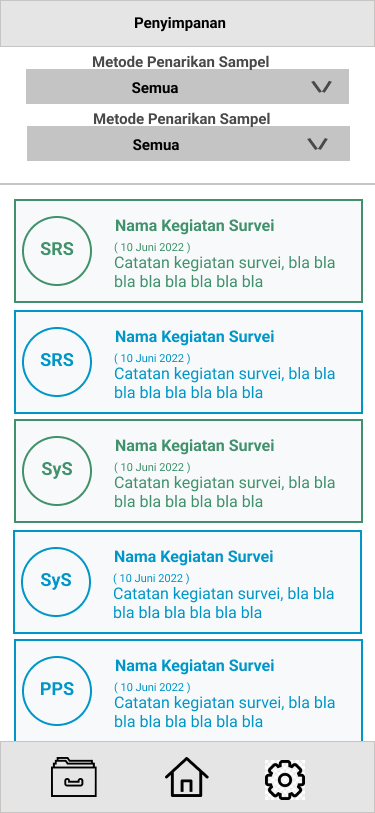 Penyimpanan
Metode Penarikan Sampel
Semua
Metode Penarikan Sampel
Semua
SRS
Nama Kegiatan Survei
( 10 Juni 2022 )
Catatan kegiatan survei, bla bla
bla bla bla bla bla bla
SRS
Nama Kegiatan Survei
( 10 Juni 2022 )
Catatan kegiatan survei, bla bla
bla bla bla bla bla bla
SyS
Nama Kegiatan Survei
( 10 Juni 2022 )
Catatan kegiatan survei, bla bla
bla bla bla bla bla bla
SyS
Nama Kegiatan Survei
( 10 Juni 2022 )
Catatan kegiatan survei, bla bla
bla bla bla bla bla bla
PPS
Nama Kegiatan Survei
( 10 Juni 2022 )
Catatan kegiatan survei, bla bla
bla bla bla bla bla bla